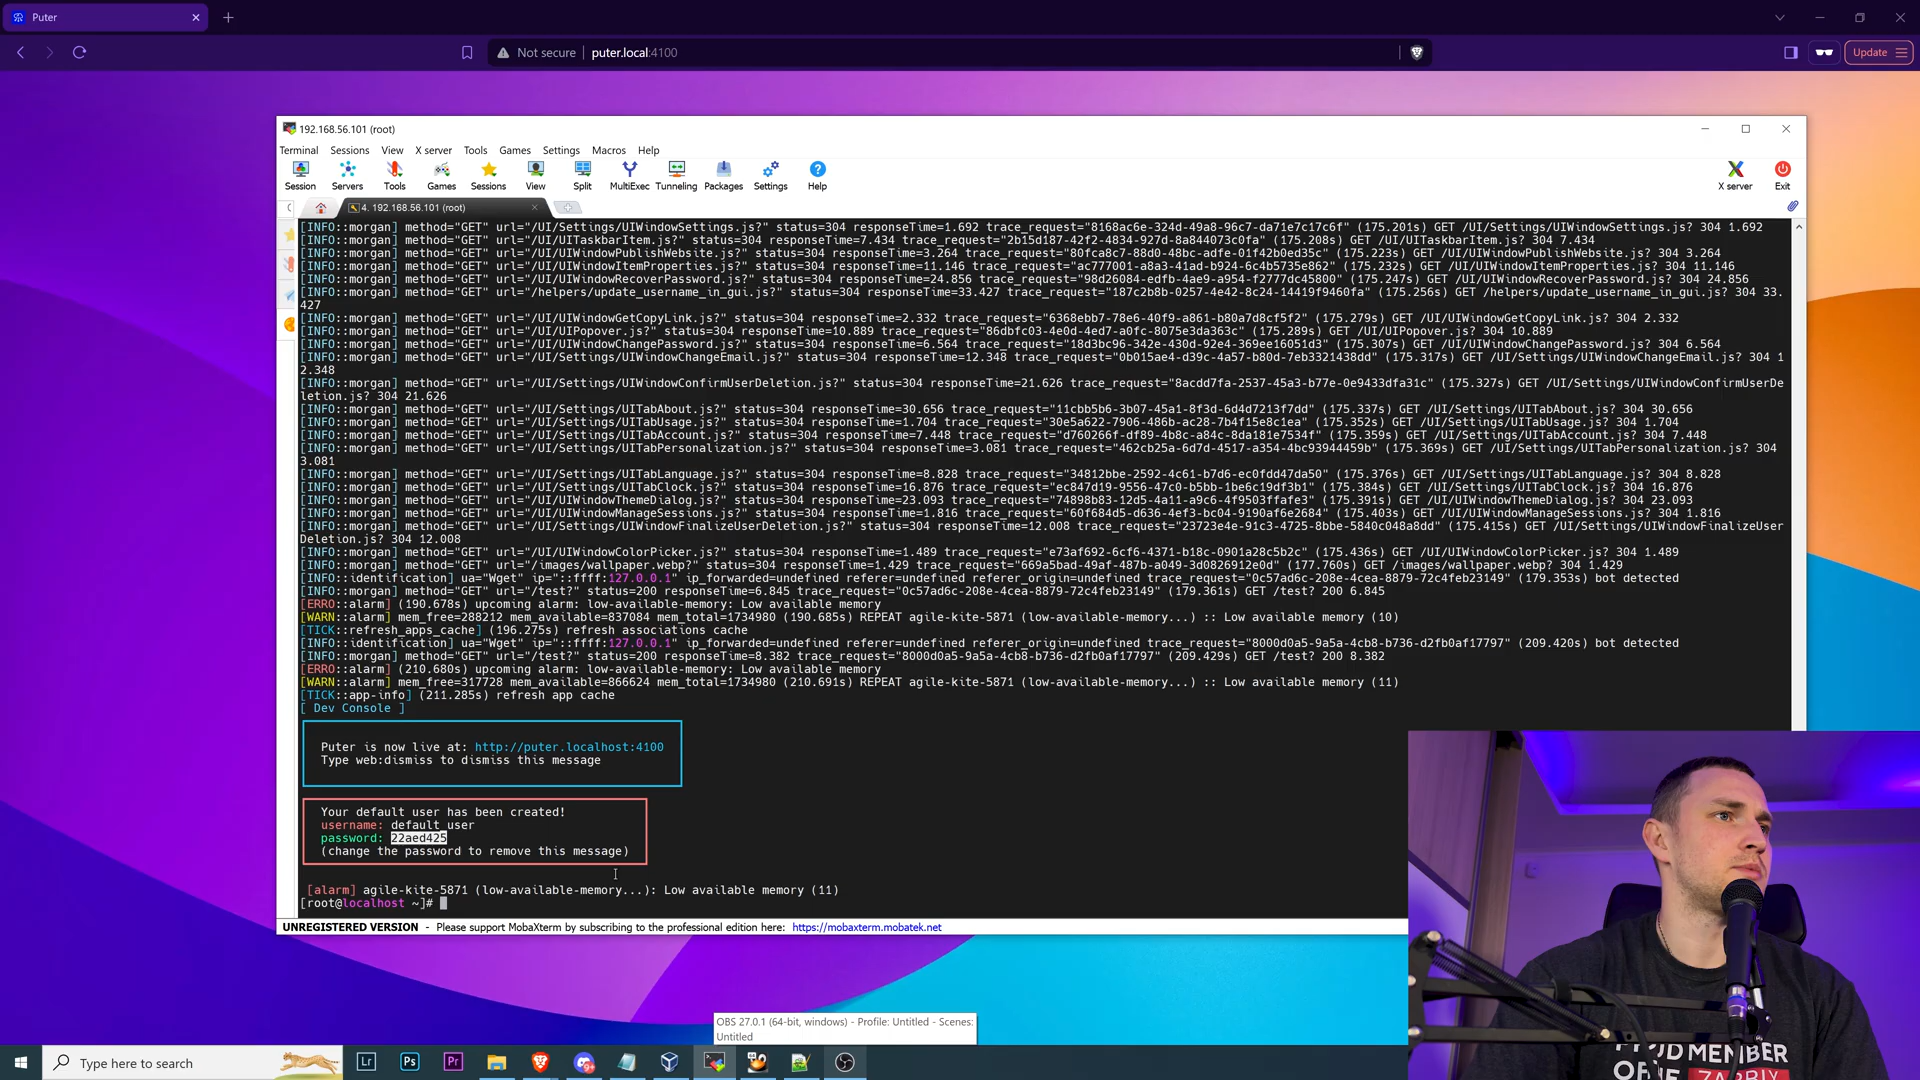 Puter
Not secure
puter.local:4100
Update
192.168.56.101 (root)
Terminal Sessions View X server Tools Games Settings Macros Help
Session Servers Tools Games Sessions View Split MultiExec Tunneling Packages Settings Help
X server Exit
4. 192.168.56.101 (root)
[INFO::morgan] method="GET" url="/UI/Settings/UIWindowSettings.js?" status=304 responseTime=1.692 trace_request="8168ac6e-324d-49a8-96c7-da71e7c17c6f" (175.201s) GET /UI/Settings/UIWindowSettings.js? 304 1.692
[INFO::morgan] method="GET" url="/UI/UITaskbarItem.js?" status=304 responseTime=7.434 trace_request="2b15d187-42f2-4834-927d-8a844073c0fa" (175.208s) GET /UI/UITaskbarItem.js? 304 7.434
[INFO::morgan] method="GET" url="/UI/UIWindowPublishWebsite.js?" status=304 responseTime=3.264 trace_request="80fca8c7-88d0-48bc-adfe-01f42b0ed35c" (175.223s) GET /UI/UIWindowPublishWebsite.js? 304 3.264
[INFO::morgan] method="GET" url="/UI/UIWindowItemProperties.js?" status=304 responseTime=11.146 trace_request="ac777001-a8a3-41ad-b924-6c4b5735e862" (175.232s) GET /UI/UIWindowItemProperties.js? 304 11.146
[INFO::morgan] method="GET" url="/UI/UIWindowRecoverPassword.js?" status=304 responseTime=24.856 trace_request="98d26084-edfb-4ae9-a954-f2777dc45800" (175.247s) GET /UI/UIWindowRecoverPassword.js? 304 24.856
[INFO::morgan] method="GET" url="/helpers/update_username_in_gui.js?" status=304 responseTime=33.427 trace_request="187c2b8b-0257-4e42-8c24-14419f9460fa" (175.256s) GET /helpers/update_username_in_gui.js? 304 33.
427
[INFO::morgan] method="GET" url="/UI/UIWindowGetCopyLink.js?" status=304 responseTime=2.332 trace_request="6368ebb7-78e6-40f9-a861-b80a7d8cf5f2" (175.279s) GET /UI/UIWindowGetCopyLink.js? 304 2.332
[INFO::morgan] method="GET" url="/UI/UIPopover.js?" status=304 responseTime=10.889 trace_request="86dbfc03-4e0d-4ed7-a0fc-8075e3da363c" (175.289s) GET /UI/UIPopover.js? 304 10.889
[INFO::morgan] method="GET" url="/UI/UIWindowChangePassword.js?" status=304 responseTime=6.564 trace_request="18d3bc96-342e-430d-92e4-369ee16051d3" (175.307s) GET /UI/UIWindowChangePassword.js? 304 6.564
[INFO::morgan] method="GET" url="/UI/Settings/UIWindowChangeEmail.js?" status=304 responseTime=12.348 trace_request="0b015ae4-d39c-4a57-b80d-7eb3321438dd" (175.317s) GET /UI/Settings/UIWindowChangeEmail.js? 304 1
2.348
[INFO::morgan] method="GET" url="/UI/Settings/UIWindowConfirmUserDeletion.js?" status=304 responseTime=21.626 trace_request="8acdd7fa-2537-45a3-b77e-0e9433dfa31c" (175.327s) GET /UI/Settings/UIWindowConfirmUserDe
letion.js? 304 21.626
[INFO::morgan] method="GET" url="/UI/Settings/UITabAbout.js?" status=304 responseTime=30.656 trace_request="11cbb5b6-3b07-45a1-8f3d-6d4d7213f7dd" (175.337s) GET /UI/Settings/UITabAbout.js? 304 30.656
[INFO::morgan] method="GET" url="/UI/Settings/UITabUsage.js?" status=304 responseTime=1.704 trace_request="30e5a622-7906-486b-ac28-7b4f15e8c1ea" (175.352s) GET /UI/Settings/UITabUsage.js? 304 1.704
[INFO::morgan] method="GET" url="/UI/Settings/UITabAccount.js?" status=304 responseTime=7.448 trace_request="d760266f-df89-4b8c-a84c-8da181e7534f" (175.359s) GET /UI/Settings/UITabAccount.js? 304 7.448
[INFO::morgan] method="GET" url="/UI/Settings/UITabPersonalization.js?" status=304 responseTime=3.081 trace_request="462cb25a-6d7d-4517-a354-4bc93944459b" (175.369s) GET /UI/Settings/UITabPersonalization.js? 304
3.081
[INFO::morgan] method="GET" url="/UI/Settings/UITabLanguage.js?" status=304 responseTime=8.828 trace_request="34812bbe-2592-4c61-b7d6-ec0fdd47da50" (175.376s) GET /UI/Settings/UITabLanguage.js? 304 8.828
[INFO::morgan] method="GET" url="/UI/Settings/UITabClock.js?" status=304 responseTime=16.876 trace_request="ec847d19-9556-47c0-b5bb-1be6c19df3b1" (175.384s) GET /UI/Settings/UITabClock.js? 304 16.876
[INFO::morgan] method="GET" url="/UI/UIWindowThemeDialog.js?" status=304 responseTime=23.093 trace_request="74898b83-12d5-4a11-a9c6-4f9503ffafe3" (175.391s) GET /UI/UIWindowThemeDialog.js? 304 23.093
[INFO::morgan] method="GET" url="/UI/UIWindowManageSessions.js?" status=304 responseTime=1.816 trace_request="60f684d5-d636-4ef3-bc04-9190af6e2684" (175.403s) GET /UI/UIWindowManageSessions.js? 304 1.816
[INFO::morgan] method="GET" url="/UI/Settings/UIWindowFinalizeUserDeletion.js?" status=304 responseTime=12.008 trace_request="23723e4e-91c3-4725-8bbe-5840c048a8dd" (175.415s) GET /UI/Settings/UIWindowFinalizeUser
Deletion.js? 304 12.008
[INFO::morgan] method="GET" url="/UI/UIWindowColorPicker.js?" status=304 responseTime=1.489 trace_request="e73af692-6cf6-4371-b18c-0901a28c5b2c" (175.436s) GET /UI/UIWindowColorPicker.js? 304 1.489
[INFO::morgan] method="GET" url="/images/wallpaper.webp?" status=304 responseTime=1.429 trace_request="669a5bad-49af-487b-a049-3d0826912e0d" (177.760s) GET /images/wallpaper.webp? 304 1.429
[INFO::identification] ua="Wget" ip="::ffff:127.0.0.1" ip_forwarded=undefined referer=undefined referer_origin=undefined trace_request="0c57ad6c-208e-4cea-8879-72c4feb23149" (179.353s) bot detected
[INFO::morgan] method="GET" url="/test?" status=200 responseTime=6.845 trace_request="0c57ad6c-208e-4cea-8879-72c4feb23149" (179.361s) GET /test? 200 6.845
[ERRO::alarm] (190.678s) upcoming alarm: low-available-memory: Low available memory
[WARN::alarm] mem_free=288212 mem_available=837084 mem_total=1734980 (190.685s) REPEAT agile-kite-5871 (low-available-memory...) :: Low available memory (10)
[TICK::refresh_apps_cache] (196.275s) refresh associations cache
[INFO::identification] ua="Wget" ip="::ffff:127.0.0.1" ip_forwarded=undefined referer=undefined referer_origin=undefined trace_request="8000d0a5-9a5a-4cb8-b736-d2fb0af17797" (209.420s) bot detected
[INFO::morgan] method="GET" url="/test?" status=200 responseTime=8.382 trace_request="8000d0a5-9a5a-4cb8-b736-d2fb0af17797" (209.429s) GET /test? 200 8.382
[ERRO::alarm] (210.680s) upcoming alarm: low-available-memory: Low available memory
[WARN::alarm] mem_free=317728 mem_available=866624 mem_total=1734980 (210.691s) REPEAT agile-kite-5871 (low-available-memory...) :: Low available memory (11)
[TICK::app-info] (211.285s) refresh app cache
[ Dev Console ]
Puter is now live at: http://puter.localhost:4100
Type web:dismiss to dismiss this message
Your default user has been created!
username: default_user
password: 22aed425
(change the password to remove this message)
[alarm] agile-kite-5871 (low-available-memory...): Low available memory (11)
[root@localhost ~]#
UNREGISTERED VERSION - Please support MobaXterm by subscribing to the professional edition here: https://mobaxterm.mobatek.net
OBS 27.0.1 (64-bit, windows) - Profile: Untitled - Scenes:
Untitled
Type here to search
Lr Ps Pr
MEMBER